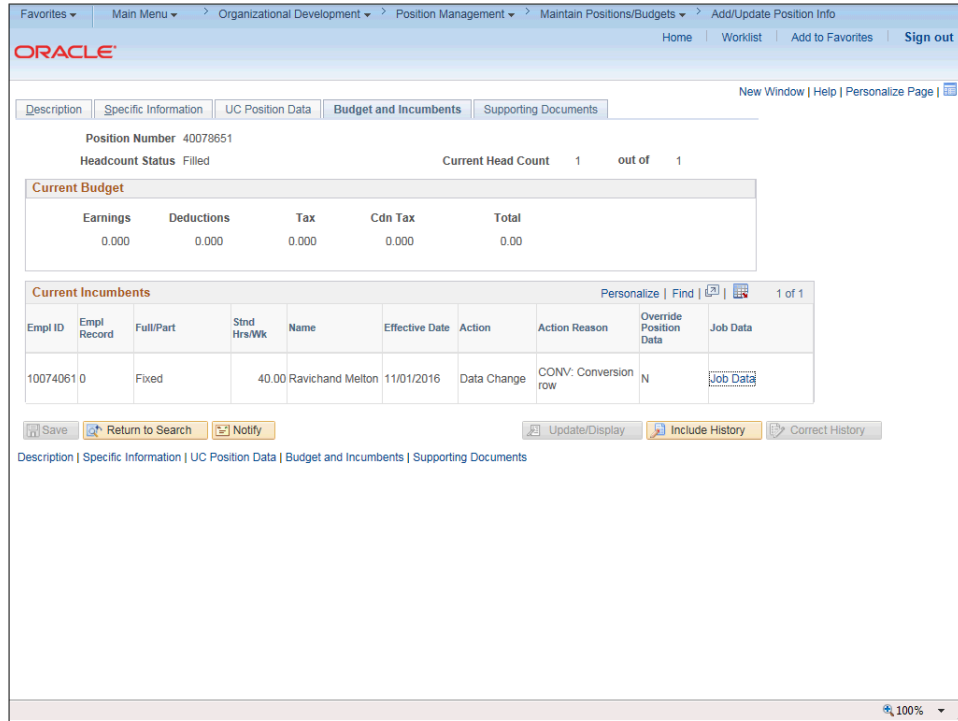 Favorites Main Menu > Organizational Development > Position Management > Maintain Positions/Budgets > Add/Update Position Info
Home Worklist Add to Favorites Sign out
ORACLE
New Window | Help | Personalize Page |
Description Specific Information UC Position Data Budget and Incumbents Supporting Documents
Position Number 40078651
Headcount Status Filled Current Head Count 1 out of 1
Current Budget
Earnings Deductions Tax Cdn Tax Total
0.000 0.000 0.000 0.000 0.00
Current Incumbents Personalize | Find | | 1 of 1
Empl ID Empl Record Full/Part Stnd Hrs/Wk Name Effective Date Action Action Reason Override Position Data Job Data
10074061 0 Fixed 40.00 Ravichand Melton 11/01/2016 Data Change CONV: Conversion row N Job Data
Save Return to Search Notify Update/Display Include History Correct History
Description | Specific Information | UC Position Data | Budget and Incumbents | Supporting Documents
100%